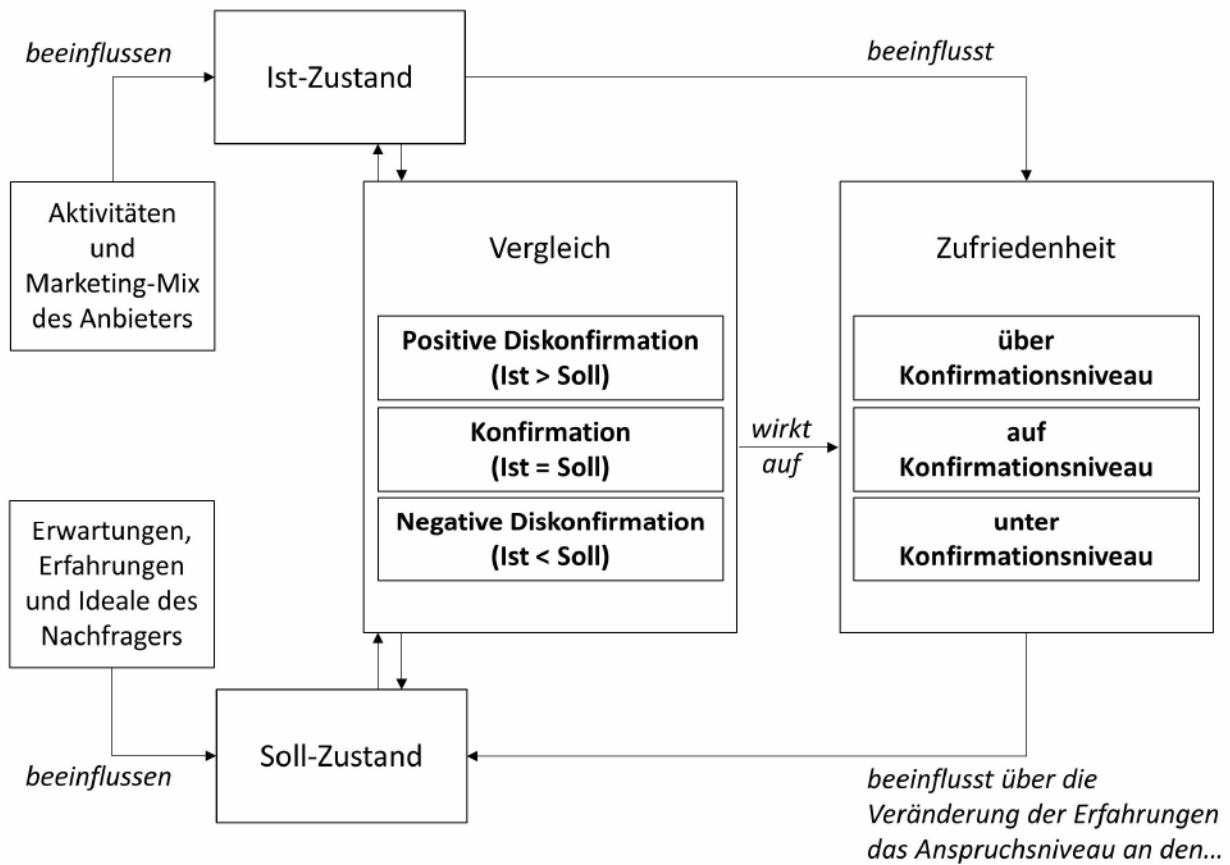 beeinflussen
Ist-Zustand
beeinflusst
Aktivitäten
und
Marketing-Mix
des Anbieters
Vergleich
Positive Diskonfirmation
(Ist > Soll)
Konfirmation
(Ist = Soll)
Negative Diskonfirmation
(Ist < Soll)
wirkt
auf
Zufriedenheit
über
Konfirmationsniveau
auf
Konfirmationsniveau
unter
Konfirmationsniveau
Erwartungen,
Erfahrungen
und Ideale des
Nachfragers
beeinflussen
Soll-Zustand
beeinflusst über die
Veränderung der Erfahrungen
das Anspruchsniveau an den...